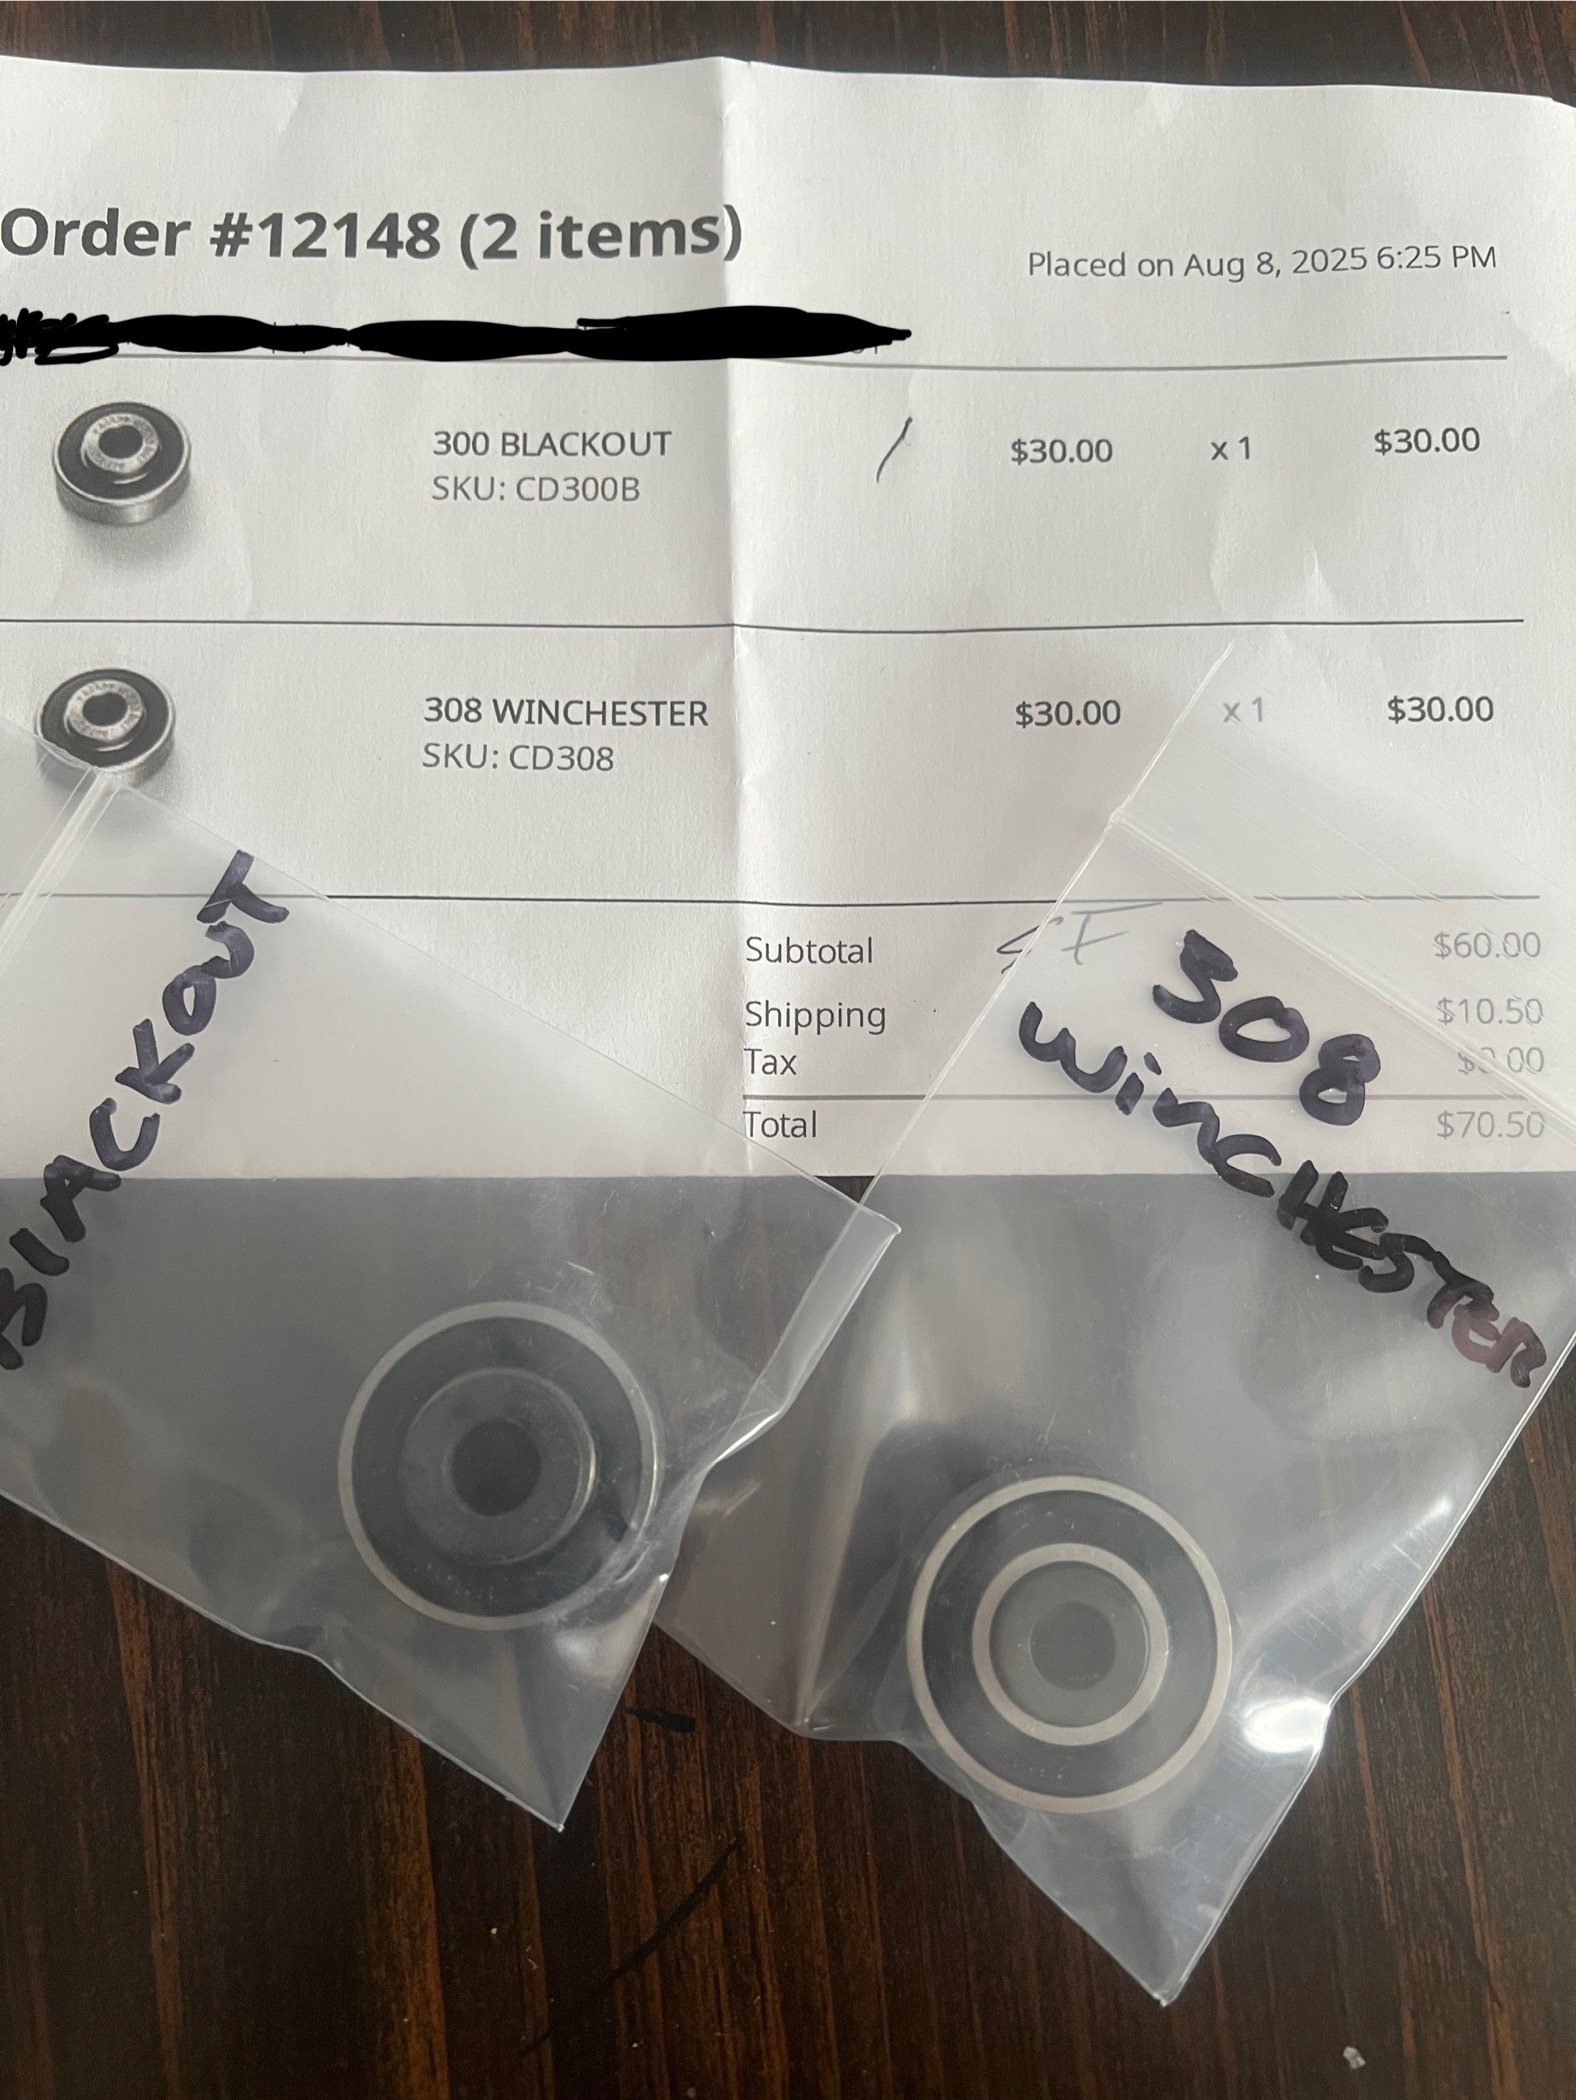 Order #12148 (2 items)
Placed on Aug 8, 2025 6:25 PM
300 BLACKOUT
$30.00
x 1
$30.00
SKU: CD300B
308 WINCHESTER
$30.00
x 1
$30.00
SKU: CD308
Subtotal
$60.00
Shipping
$10.50
Tax
Total
$70.50
BlACKOUT
308
WinCHESTER